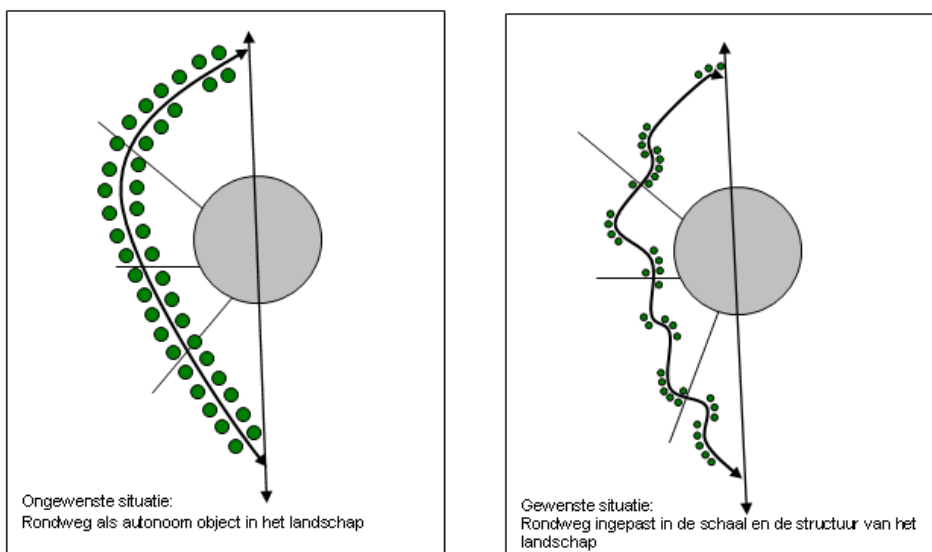 Ongewenste situatie:
Rondweg als autonoom object in het landschap
Gewenste situatie:
Rondweg ingepast in de schaal en de structuur van het
landschap